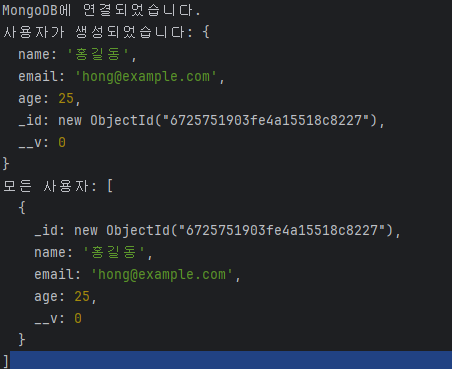 MongoDB에 연결되었습니다.
사용자가 생성되었습니다: {
  name: '홍길동',
  email: 'hong@example.com',
  age: 25,
  _id: new ObjectId("6725751903fe4a15518c8227"),
  __v: 0
}
모든 사용자: [
  {
    _id: new ObjectId("6725751903fe4a15518c8227"),
    name: '홍길동',
    email: 'hong@example.com',
    age: 25,
    __v: 0
  }
]